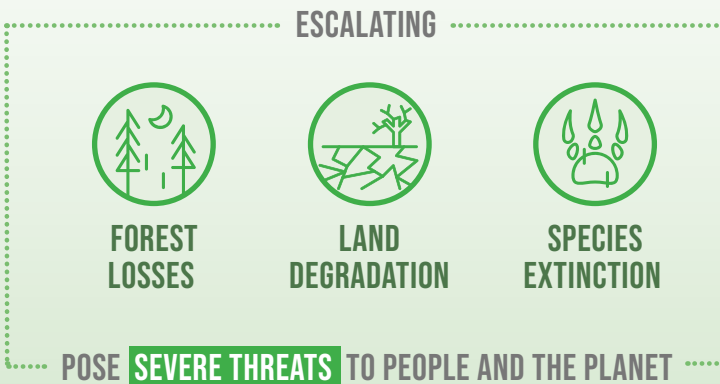 ESCALATING
FOREST
LOSSES
LAND
DEGRADATION
SPECIES
EXTINCTION
POSE SEVERE THREATS TO PEOPLE AND THE PLANET